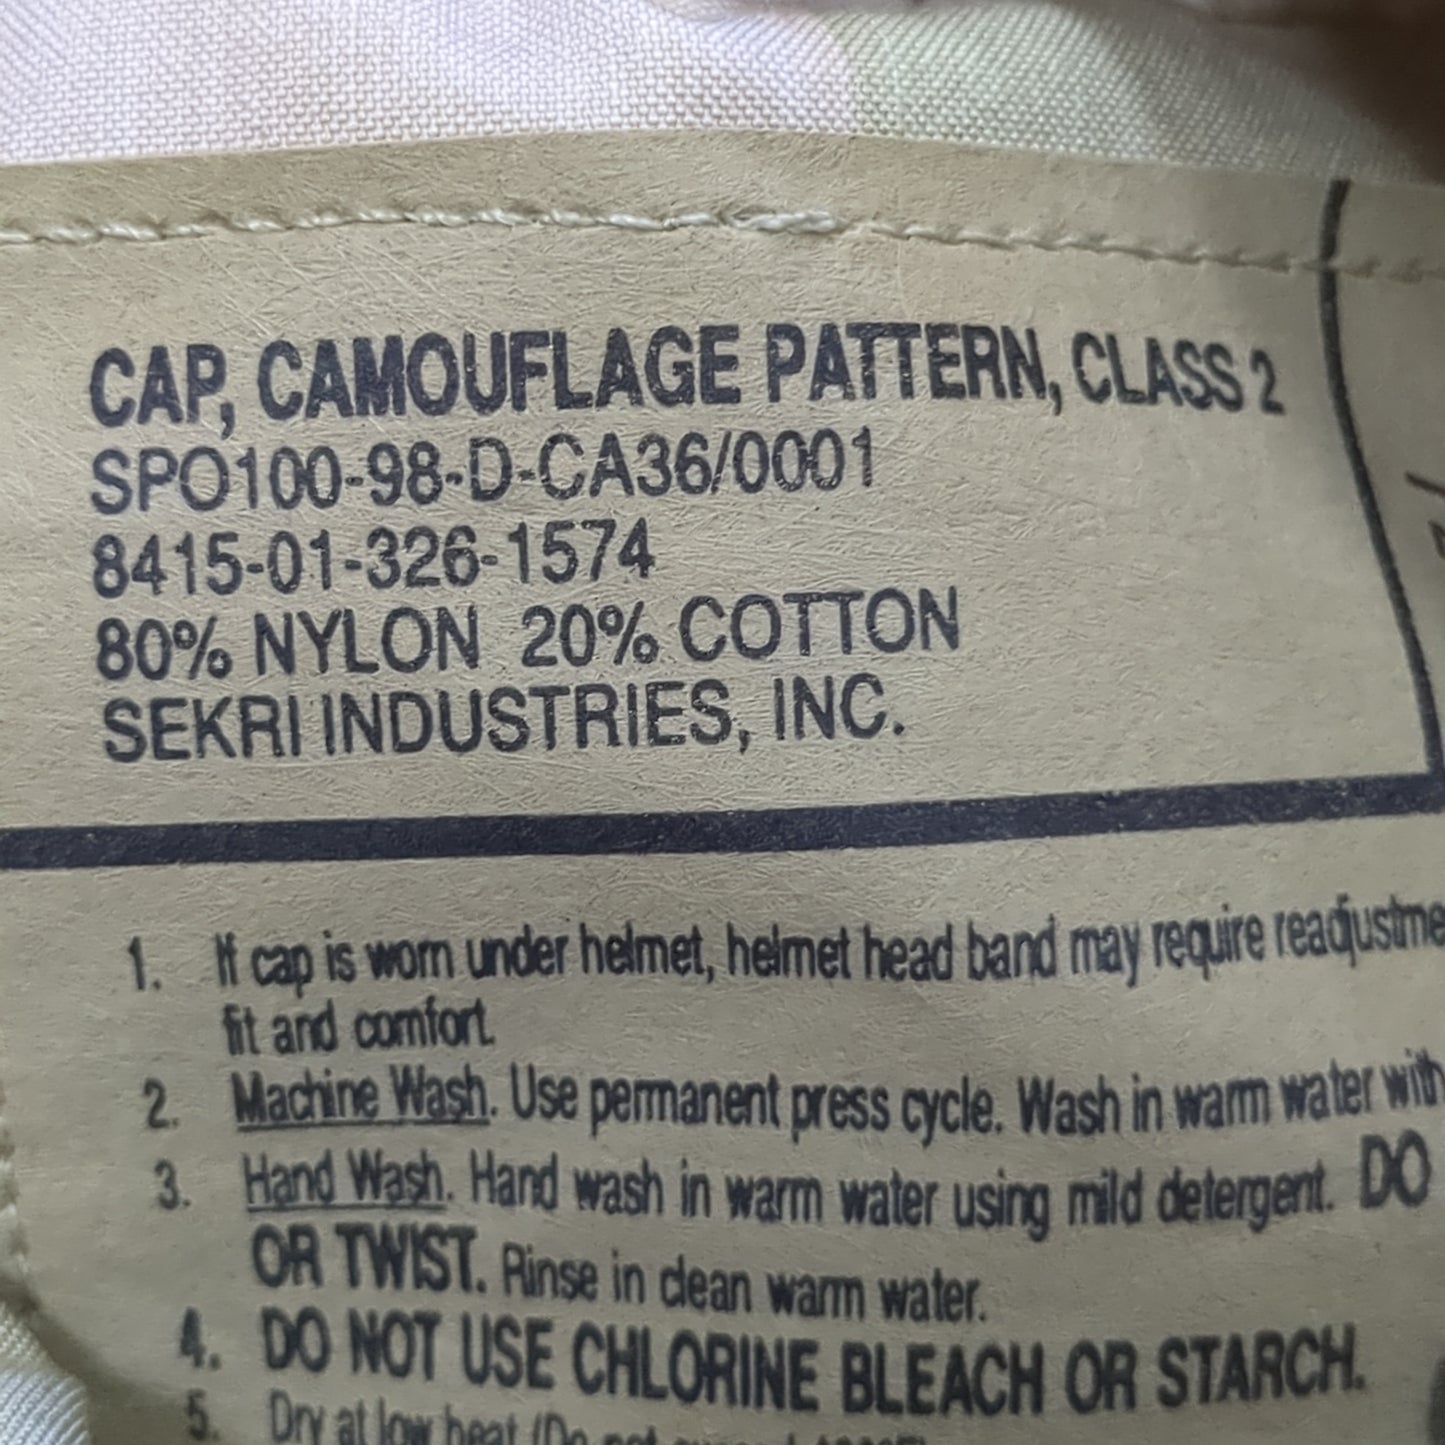 CAP, CAMOUFLAGE PATTERN, CLASS 2
SPO100-98-D-CA36/0001
8415-01-326-1574
80% NYLON 20% COTTON
SEKRI INDUSTRIES, INC.
1. If cap is worn under helmet, helmet head band may require readjustme
fit and comfort.
2. Machine Wash. Use permanent press cycle. Wash in warm water with
3. Hand Wash. Hand wash in warm water using mild detergent. DO
OR TWIST. Rinse in clean warm water.
4. DO NOT USE CHLORINE BLEACH OR STARCH.
5. Dry at low heat (Do not